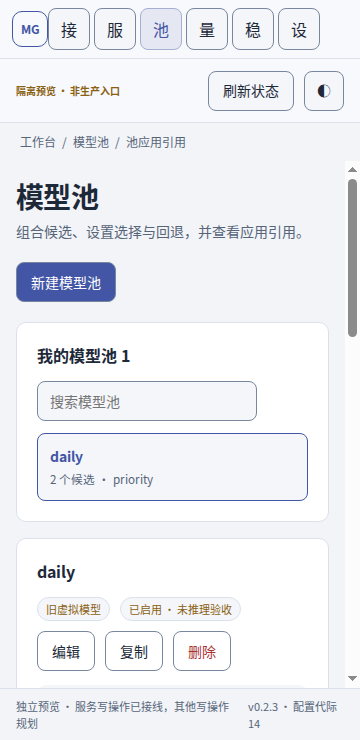 MG 接 服 池 量 稳 设
隔离预览 · 非生产入口 刷新状态
工作台 / 模型池 / 池应用引用
模型池
组合候选、设置选择与回退，并查看应用引用。
新建模型池
我的模型池 1
搜索模型池
daily
2 个候选 · priority
daily
旧虚拟模型 已启用 · 未推理验收
编辑 复制 删除
独立预览 · 服务写操作已接线，其他写操作
规划
v0.2.3 · 配置代际
14